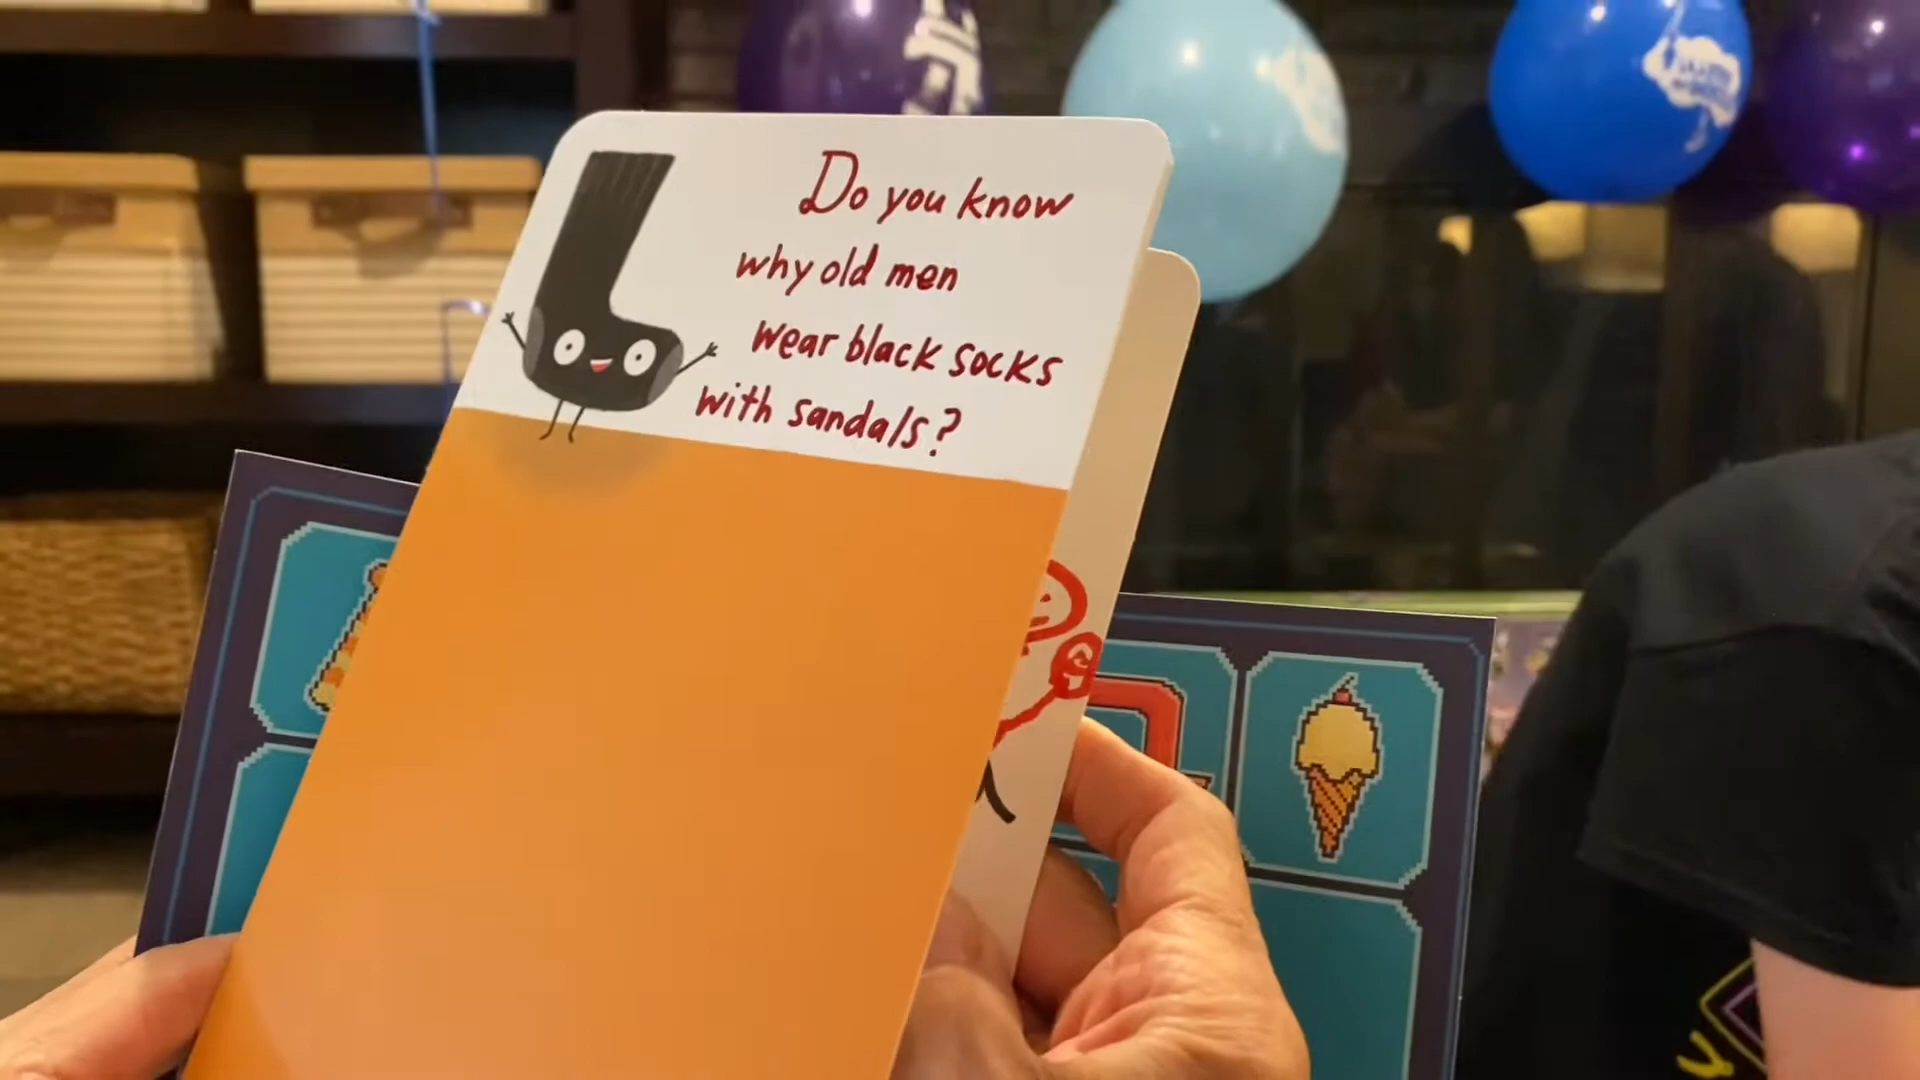 Do you know
why old men
wear black socks
with sandals?